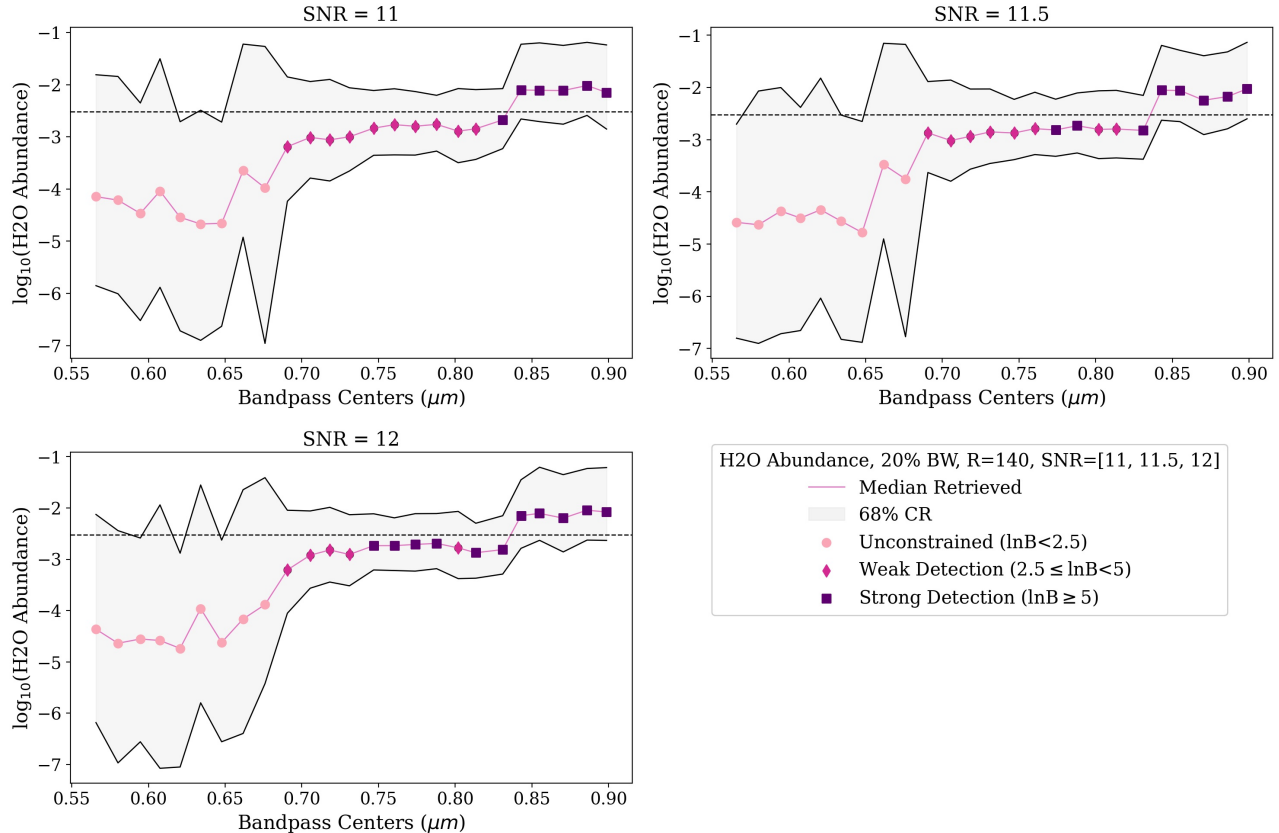 SNR = 11
log₁₀(H2O Abundance)
−1
−2
−3
−4
−5
−6
−7
0.55 0.60 0.65 0.70 0.75 0.80 0.85 0.90
Bandpass Centers (μm)
SNR = 11.5
log₁₀(H2O Abundance)
−1
−2
−3
−4
−5
−6
−7
0.55 0.60 0.65 0.70 0.75 0.80 0.85 0.90
Bandpass Centers (μm)
SNR = 12
log₁₀(H2O Abundance)
−1
−2
−3
−4
−5
−6
−7
0.55 0.60 0.65 0.70 0.75 0.80 0.85 0.90
Bandpass Centers (μm)
H2O Abundance, 20% BW, R=140, SNR=[11, 11.5, 12]
Median Retrieved
68% CR
Unconstrained (lnB<2.5)
Weak Detection (2.5 ≤ lnB<5)
Strong Detection (lnB ≥ 5)